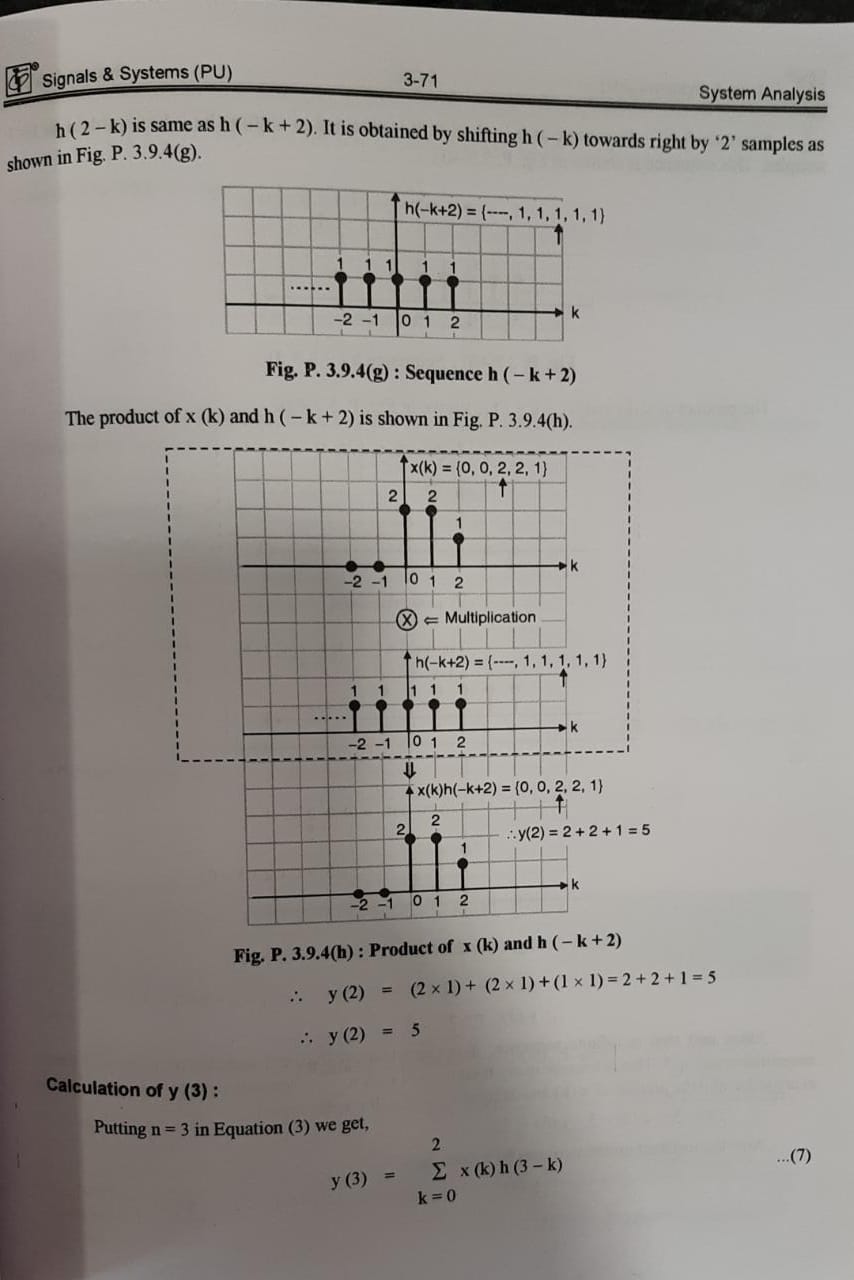 Signals & Systems (PU) 3-71 System Analysis
h ( 2 – k) is same as h ( – k + 2). It is obtained by shifting h ( – k) towards right by ‘2’ samples as
shown in Fig. P. 3.9.4(g).
h(–k+2) = {----, 1, 1, 1, 1, 1}
1 1 1 1 1
......
k
–2 –1 0 1 2
Fig. P. 3.9.4(g) : Sequence h ( – k + 2)
The product of x (k) and h ( – k + 2) is shown in Fig. P. 3.9.4(h).
x(k) = {0, 0, 2, 2, 1}
2 2
1
k
–2 –1 0 1 2
X ⇐ Multiplication
h(–k+2) = {----, 1, 1, 1, 1, 1}
1 1 1 1 1
.....
k
–2 –1 0 1 2
⇓
x(k)h(–k+2) = {0, 0, 2, 2, 1}
2 2
∴y(2) = 2 + 2 + 1 = 5
1
k
–2 –1 0 1 2
Fig. P. 3.9.4(h) : Product of x (k) and h ( – k + 2)
∴ y (2) = (2 × 1) + (2 × 1) + (1 × 1) = 2 + 2 + 1 = 5
∴ y (2) = 5
Calculation of y (3) :
Putting n = 3 in Equation (3) we get,
2
y (3) = Σ x (k) h (3 – k) ...(7)
k = 0